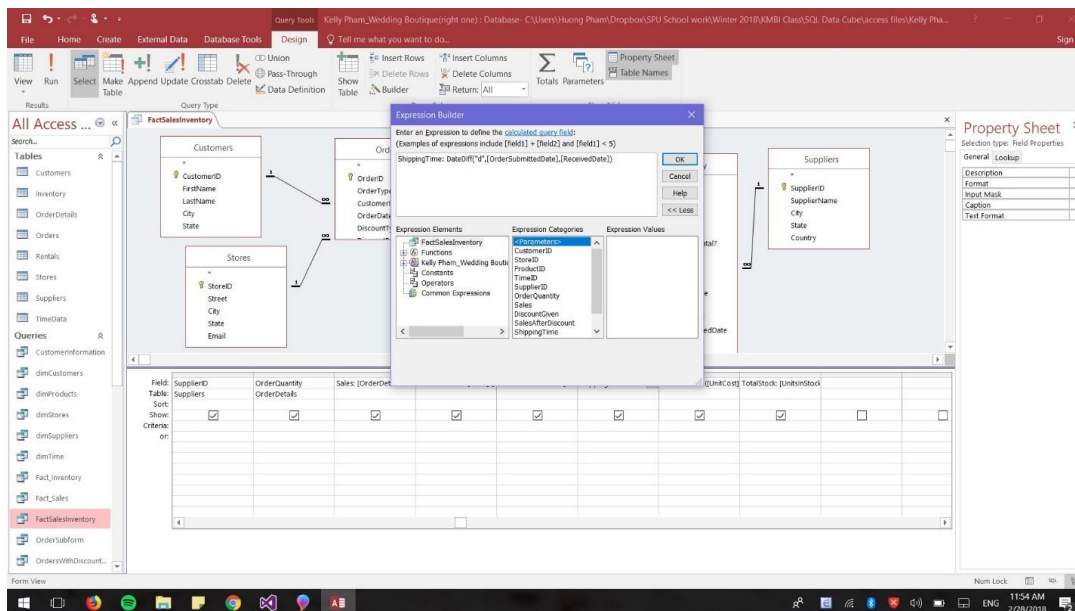 Query Tools Kelly Pham_Wedding Boutique(right one) : Database- C:\Users\Huong Pham\Dropbox\SPU School work\Winter 2018\KMBI Class\SQL Data Cube\access files\Kelly Pha...
File Home Create External Data Database Tools Design Tell me what you want to do... Sign
View Run Select Make Table Append Update Crosstab Delete
Union
Pass-Through
Data Definition
Show Table
Insert Rows
Delete Rows
Builder
Insert Columns
Delete Columns
Return: All
Totals Parameters
Property Sheet
Table Names
Results Query Type
All Access ...
Search...
Tables
Customers
Inventory
OrderDetails
Orders
Rentals
Stores
Suppliers
TimeData
Queries
CustomerInformation
dimCustomers
dimProducts
dimStores
dimSuppliers
dimTime
Fact_Inventory
Fact_Sales
FactSalesInventory
OrderSubform
OrdersWithDiscount...
FactSalesInventory
Customers
*
CustomerID
FirstName
LastName
City
State
Stores
*
StoreID
Street
City
State
Email
Ord
*
OrderID
OrderType
Customer
OrderDate
DiscountTy
Suppliers
*
SupplierID
SupplierName
City
State
Country
Expression Builder
Enter an Expression to define the calculated query field:
(Examples of expressions include [field1] + [field2] and [field1] < 5)
ShippingTime: DateDiff("d",[OrderSubmittedDate],[ReceivedDate])
OK
Cancel
Help
<< Less
Expression Elements
FactSalesInventory
Functions
Kelly Pham_Wedding Boutiq
Constants
Operators
Common Expressions
Expression Categories
<Parameters>
CustomerID
StoreID
ProductID
TimeID
SupplierID
OrderQuantity
Sales
DiscountGiven
SalesAfterDiscount
ShippingTime
Expression Values
Field: SupplierID OrderQuantity Sales: [OrderDet [UnitCost] TotalStock: [UnitsInStock
Table: Suppliers OrderDetails
Sort:
Show:
Criteria:
or:
Property Sheet
Selection type: Field Properties
General Lookup
Description
Format
Input Mask
Caption
Text Format
Form View
Num Lock SQL
ENG
11:54 AM
2/28/2018